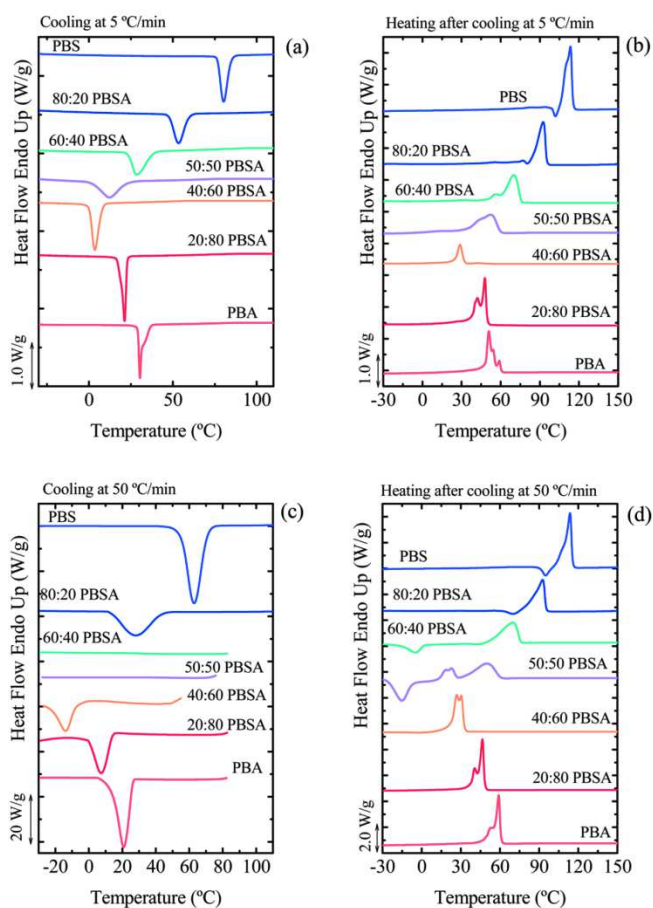 Cooling at 5 ºC/min
(a)
PBS
80:20 PBSA
60:40 PBSA
50:50 PBSA
40:60 PBSA
20:80 PBSA
PBA
1.0 W/g
Heat Flow Endo Up (W/g)
0 50 100
Temperature (ºC)
Heating after cooling at 5 ºC/min
(b)
PBS
80:20 PBSA
60:40 PBSA
50:50 PBSA
40:60 PBSA
20:80 PBSA
PBA
1.0 W/g
Heat Flow Endo Up (W/g)
-30 0 30 60 90 120 150
Temperature (ºC)
Cooling at 50 ºC/min
(c)
PBS
80:20 PBSA
60:40 PBSA
50:50 PBSA
40:60 PBSA
20:80 PBSA
PBA
20 W/g
Heat Flow Endo Up (W/g)
-20 0 20 40 60 80 100
Temperature (ºC)
Heating after cooling at 50 ºC/min
(d)
PBS
80:20 PBSA
60:40 PBSA
50:50 PBSA
40:60 PBSA
20:80 PBSA
PBA
2.0 W/g
Heat Flow Endo Up (W/g)
-30 0 30 60 90 120 150
Temperature (ºC)